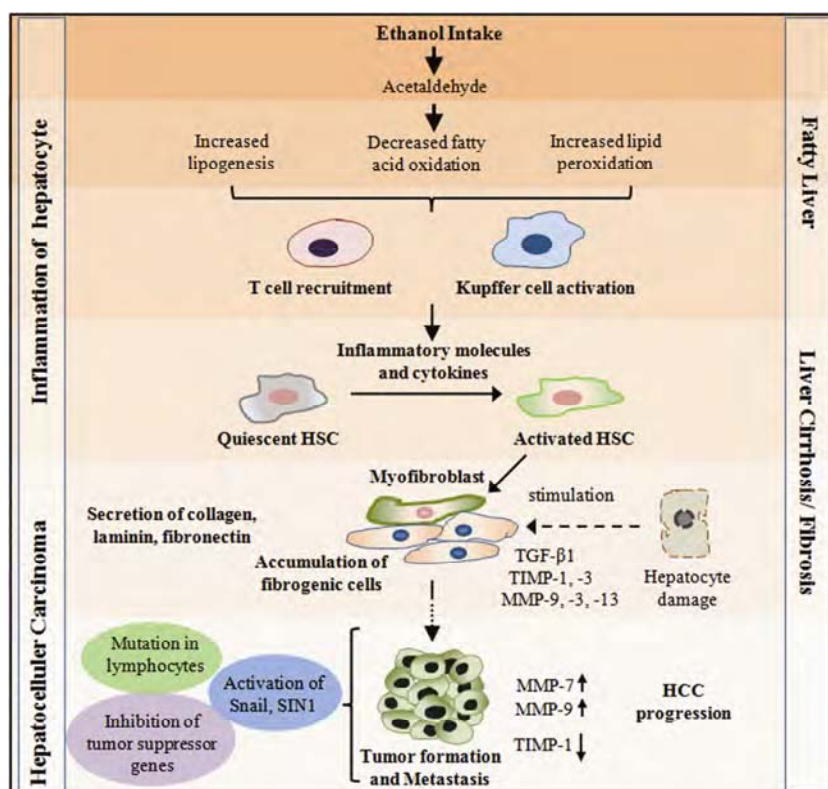 Ethanol Intake
Acetaldehyde
Increased
lipogenesis
Decreased fatty
acid oxidation
Increased lipid
peroxidation
T cell recruitment
Kupffer cell activation
Inflammatory molecules
and cytokines
Quiescent HSC
Activated HSC
Myofibroblast
stimulation
Secretion of collagen,
laminin, fibronectin
Accumulation of
fibrogenic cells
TGF-β1
TIMP-1, -3
MMP-9, -3, -13
Hepatocyte
damage
Mutation in
lymphocytes
Activation of
Snail, SIN1
Inhibition of
tumor suppressor
genes
MMP-7↑
MMP-9↑
TIMP-1↓
HCC
progression
Tumor formation
and Metastasis
Inflammation of hepatocyte
Hepatocelluler Carcinoma
Fatty Liver
Liver Cirrhosis/ Fibrosis